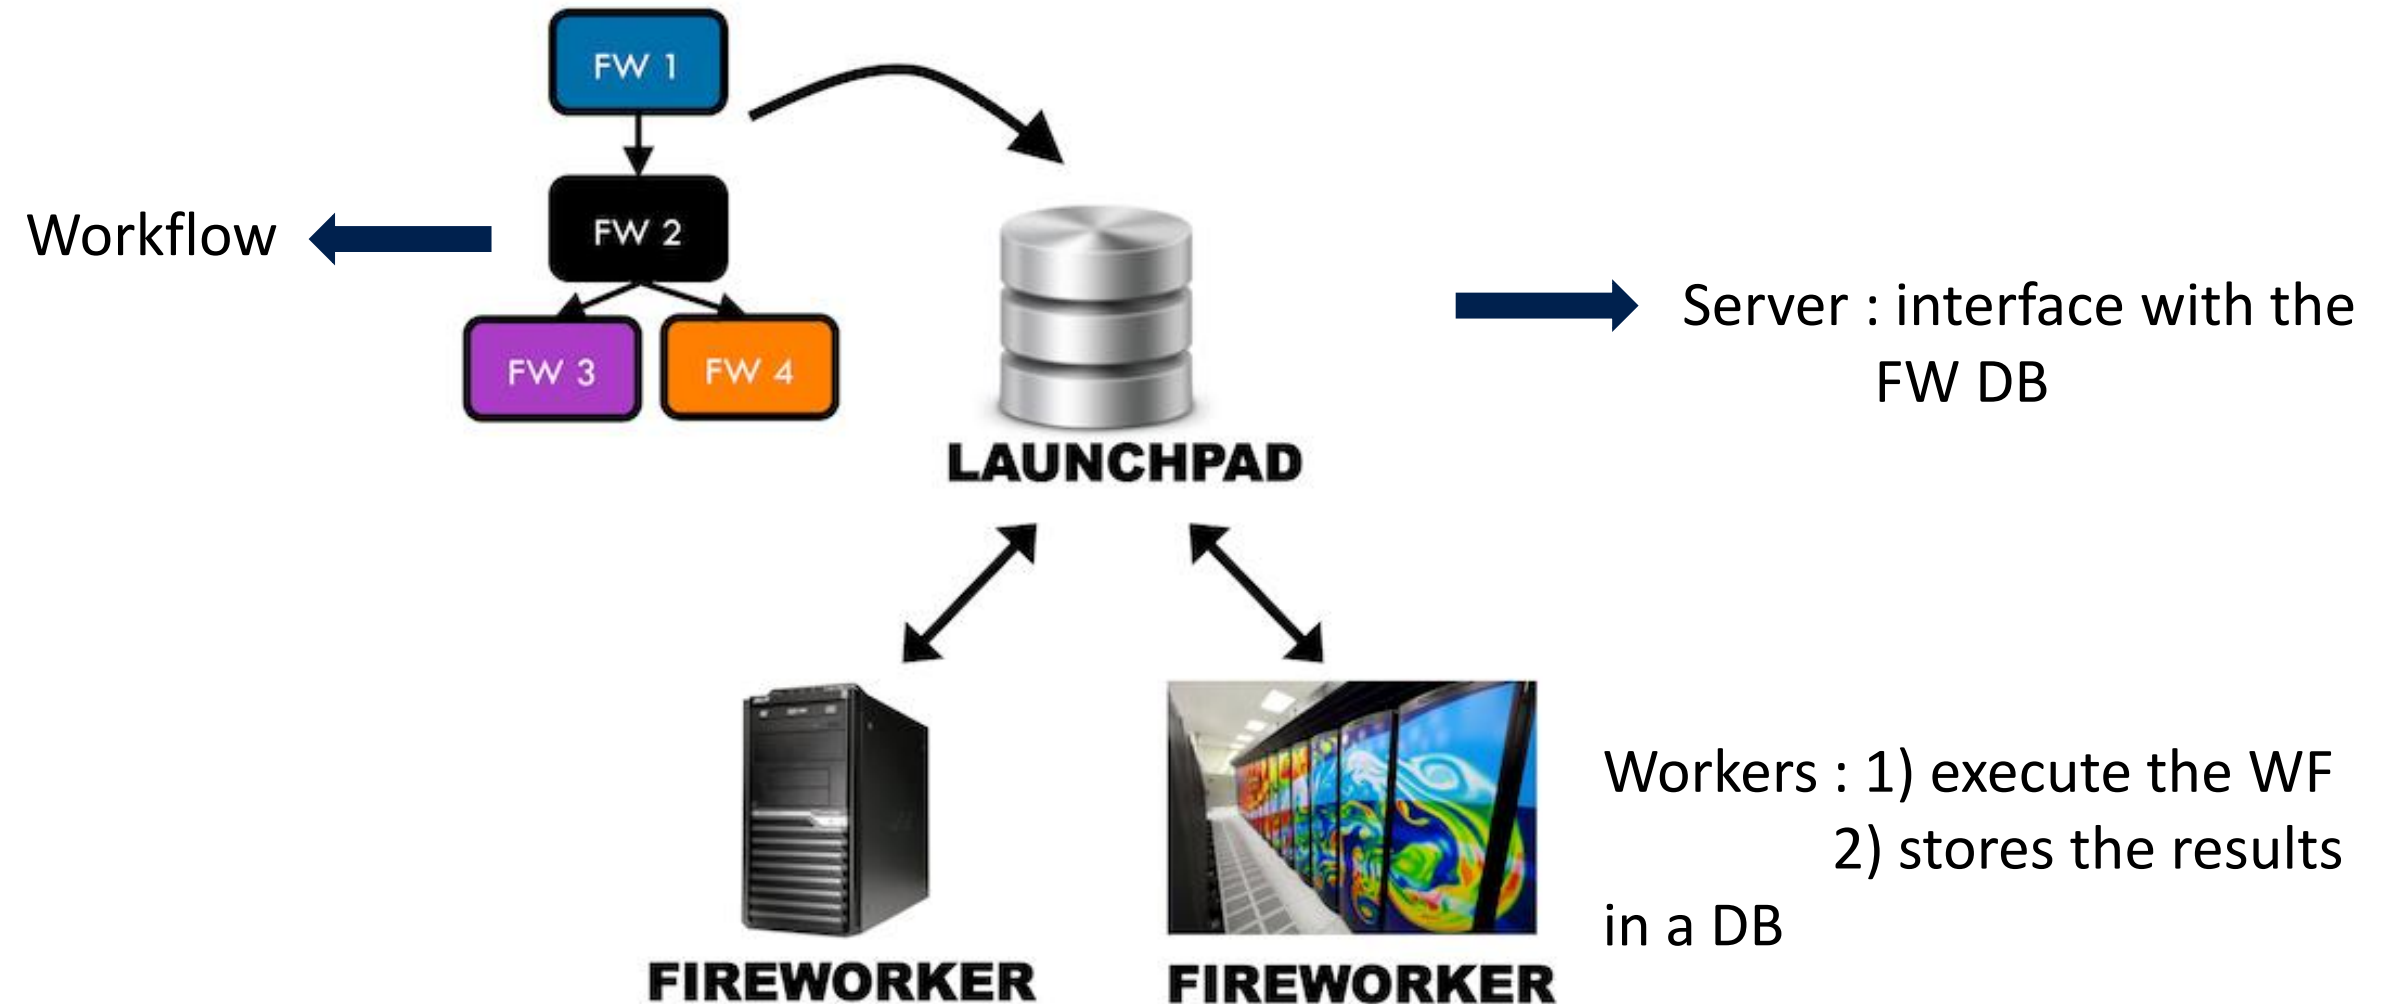 FW 1
Workflow
FW 2
FW 3
FW 4
Server : interface with the
FW DB
LAUNCHPAD
Workers : 1) execute the WF
2) stores the results
in a DB
FIREWORKER
FIREWORKER